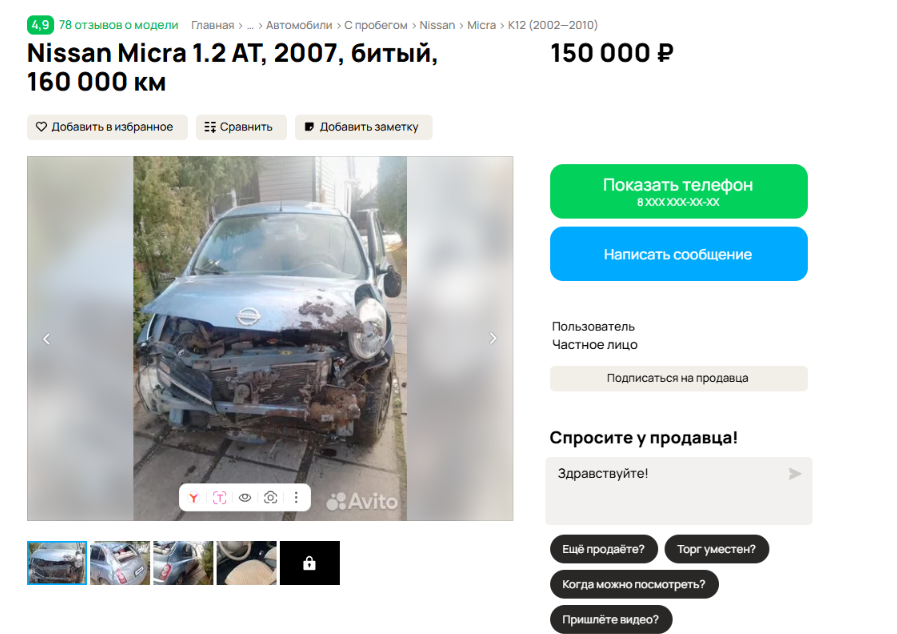 4,9 78 отзывов о модели Главная › ... › Автомобили › С пробегом › Nissan › Micra › K12 (2002—2010)
Nissan Micra 1.2 AT, 2007, битый,
160 000 км
150 000 ₽
Добавить в избранное Сравнить Добавить заметку
Показать телефон
8 XXX XXX-XX-XX
Написать сообщение
Пользователь
Частное лицо
Подписаться на продавца
Спросите у продавца!
Здравствуйте!
Avito
Ещё продаёте? Торг уместен?
Когда можно посмотреть?
Пришлёте видео?